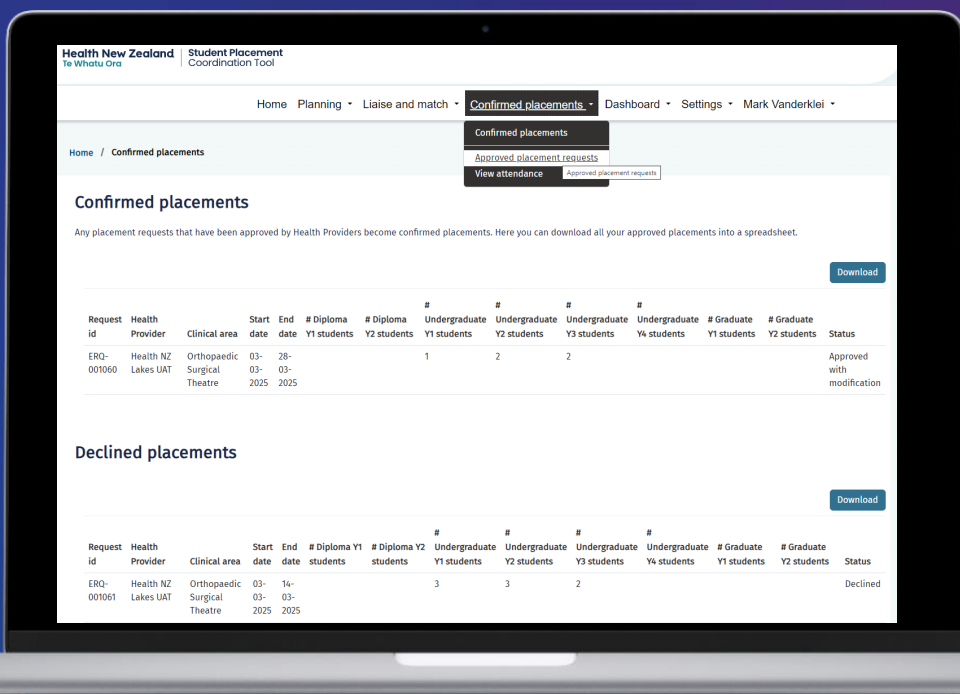 Health New Zealand
Te Whatu Ora
Student Placement
Coordination Tool
Home Planning Liaise and match Confirmed placements Dashboard Settings Mark Vanderklei
Confirmed placements
Approved placement requests
View attendance
Approved placement requests
Home / Confirmed placements
Confirmed placements
Any placement requests that have been approved by Health Providers become confirmed placements. Here you can download all your approved placements into a spreadsheet.
Download
Request id Health Provider Clinical area Start date End date # Diploma Y1 students # Diploma Y2 students # Undergraduate Y1 students # Undergraduate Y2 students # Undergraduate Y3 students # Undergraduate Y4 students # Graduate Y1 students # Graduate Y2 students Status
ERQ-001060 Health NZ Lakes UAT Orthopaedic Surgical Theatre 03-03-2025 28-03-2025 1 2 2 Approved with modification
Declined placements
Download
Request id Health Provider Clinical area Start date End date # Diploma Y1 students # Diploma Y2 students # Undergraduate Y1 students # Undergraduate Y2 students # Undergraduate Y3 students # Undergraduate Y4 students # Graduate Y1 students # Graduate Y2 students Status
ERQ-001061 Health NZ Lakes UAT Orthopaedic Surgical Theatre 03-03-2025 14-03-2025 3 3 2 Declined